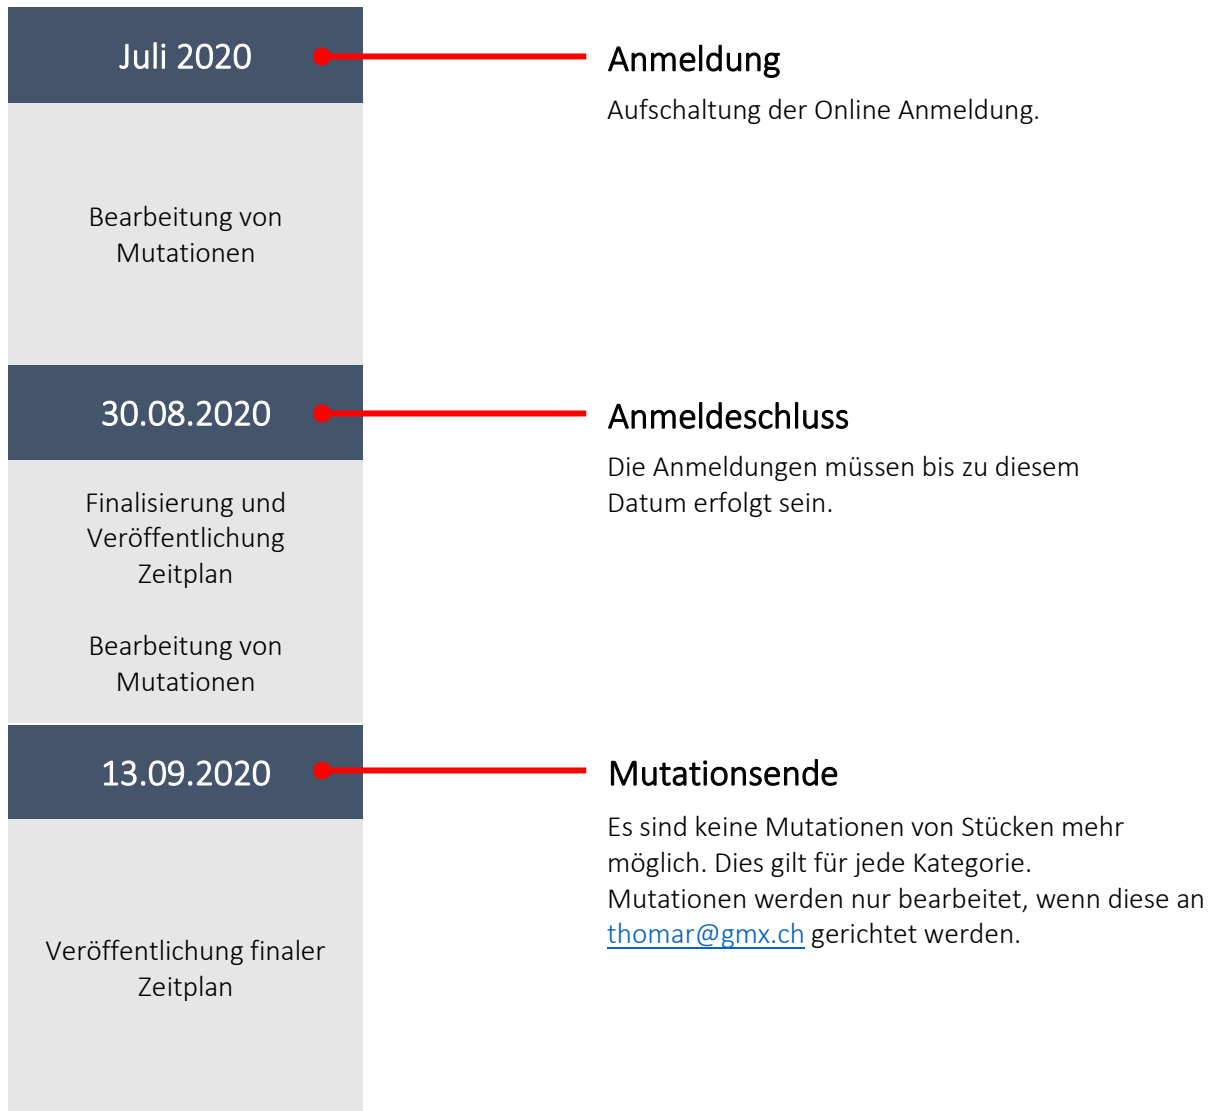 Juli 2020
Anmeldung
Aufschaltung der Online Anmeldung.
Bearbeitung von
Mutationen
30.08.2020
Anmeldeschluss
Die Anmeldungen müssen bis zu diesem
Datum erfolgt sein.
Finalisierung und
Veröffentlichung
Zeitplan
Bearbeitung von
Mutationen
13.09.2020
Mutationsende
Es sind keine Mutationen von Stücken mehr
möglich. Dies gilt für jede Kategorie.
Mutationen werden nur bearbeitet, wenn diese an
thomar@gmx.ch gerichtet werden.
Veröffentlichung finaler
Zeitplan